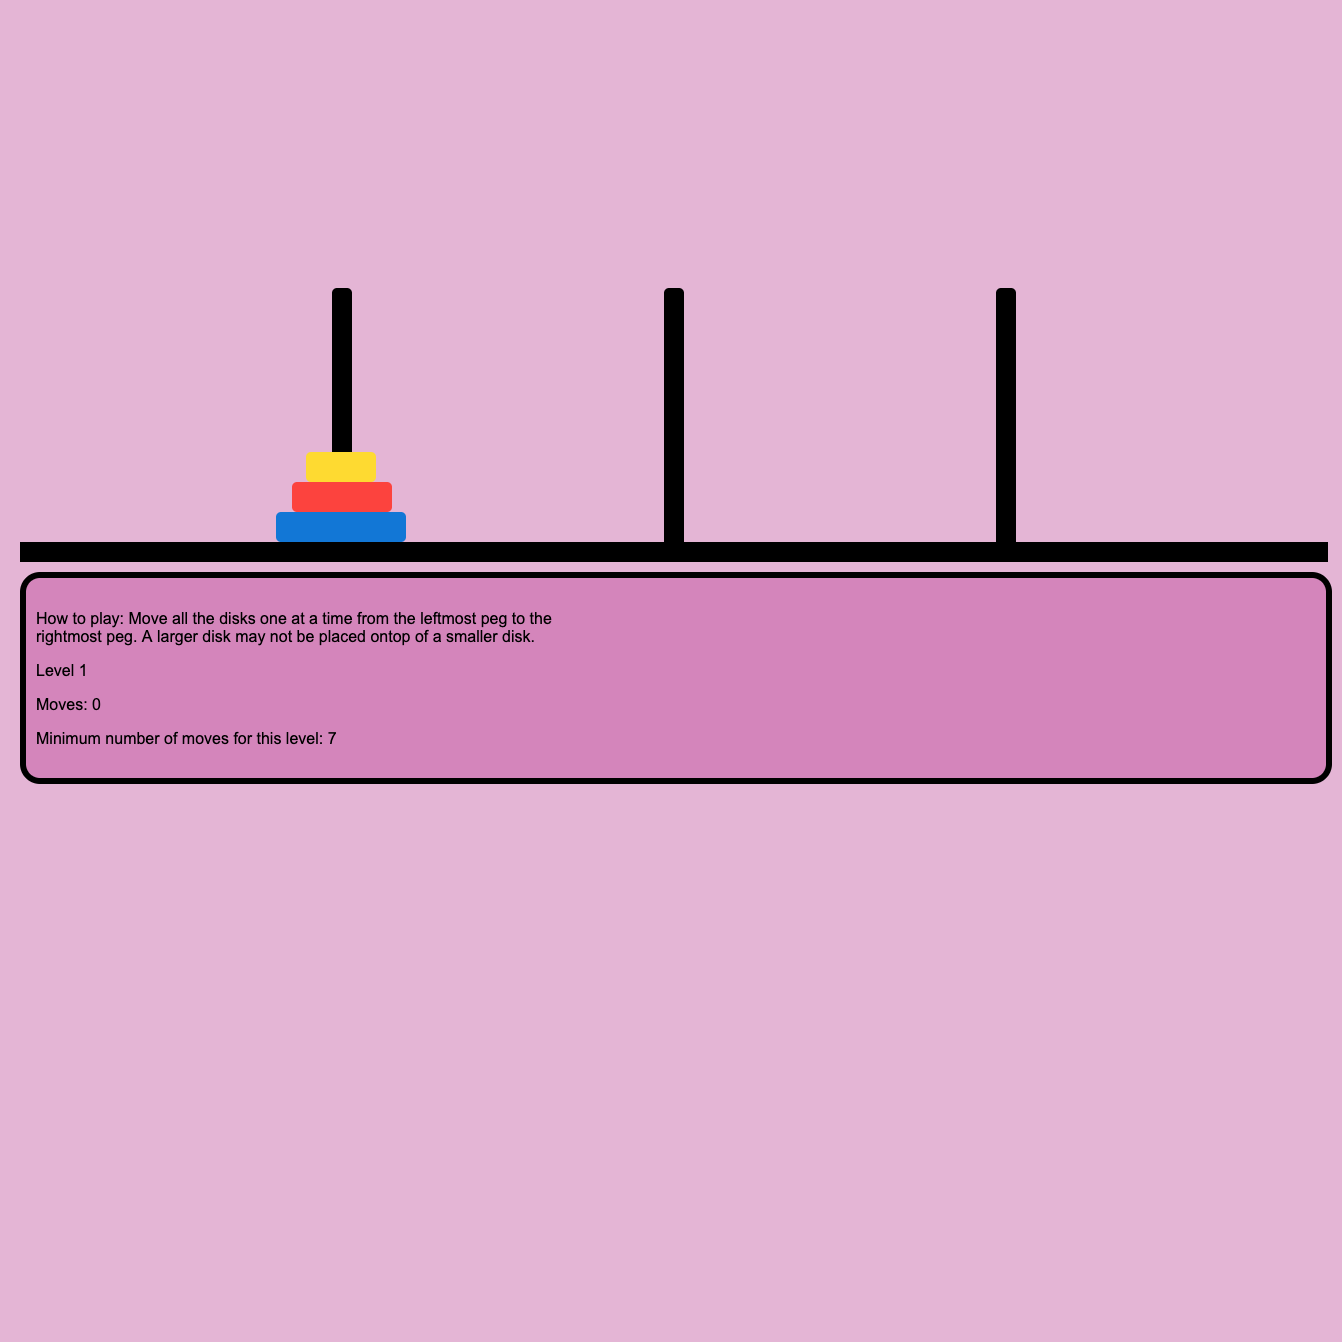 How to play: Move all the disks one at a time from the leftmost peg to the
rightmost peg. A larger disk may not be placed ontop of a smaller disk.
Level 1
Moves: 0
Minimum number of moves for this level: 7